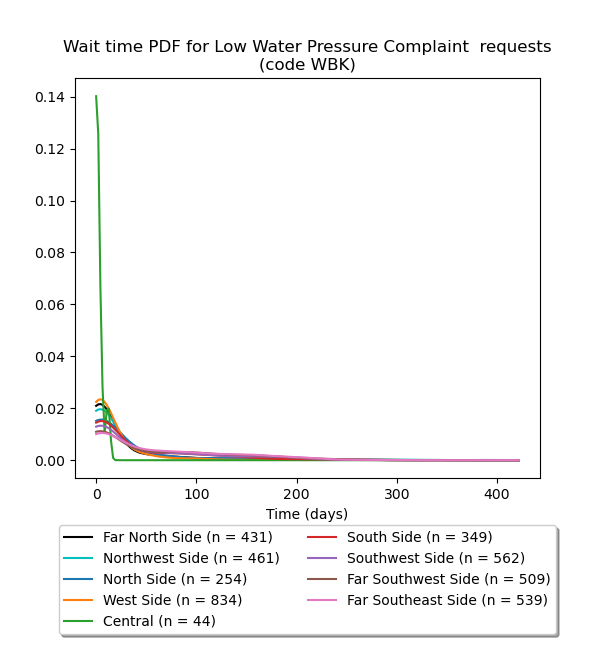 Wait time PDF for Low Water Pressure Complaint  requests
(code WBK)
0.14
0.12
0.10
0.08
0.06
0.04
0.02
0.00
0 100 200 300 400
Time (days)
Far North Side (n = 431)
Northwest Side (n = 461)
North Side (n = 254)
West Side (n = 834)
Central (n = 44)
South Side (n = 349)
Southwest Side (n = 562)
Far Southwest Side (n = 509)
Far Southeast Side (n = 539)